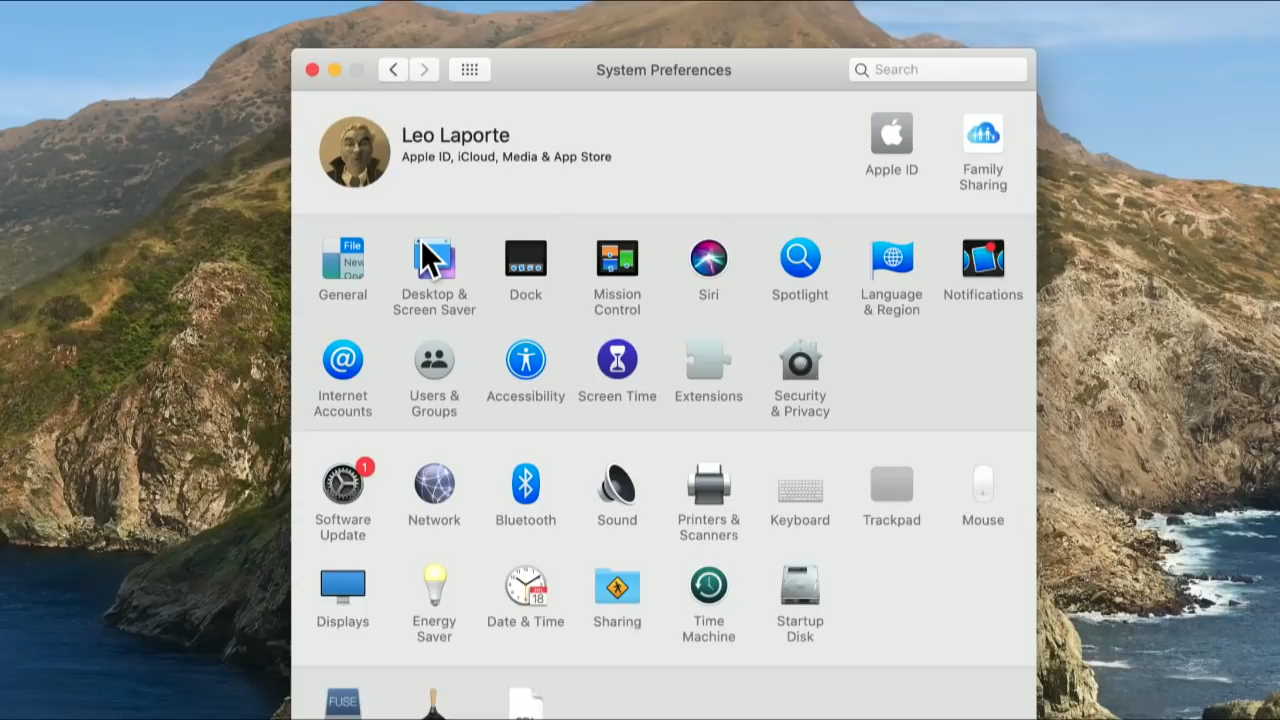 System Preferences
Search
Leo Laporte
Apple ID, iCloud, Media & App Store
Apple ID
Family
Sharing
File
New
Ope
General
Desktop &
Screen Saver
Dock
Mission
Control
Siri
Spotlight
Language
& Region
Notifications
@
Internet
Accounts
Users &
Groups
Accessibility
Screen Time
Extensions
Security
& Privacy
1
Software
Update
Network
Bluetooth
Sound
Printers &
Scanners
Keyboard
Trackpad
Mouse
Displays
Energy
Saver
18
Date & Time
Sharing
Time
Machine
Startup
Disk
FUSE